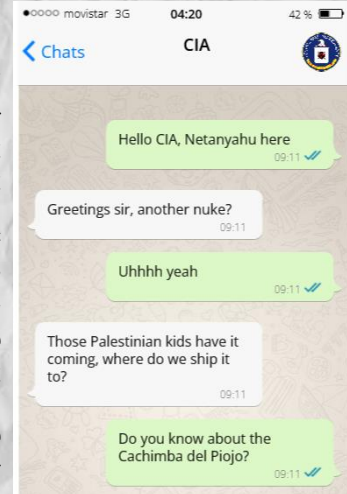 ●oooo movistar 3G 04:20 42 %
Chats CIA
Hello CIA, Netanyahu here
09:11
Greetings sir, another nuke?
09:11
Uhhhh yeah
09:11
Those Palestinian kids have it
coming, where do we ship it
to?
09:11
Do you know about the
Cachimba del Piojo?
09:11